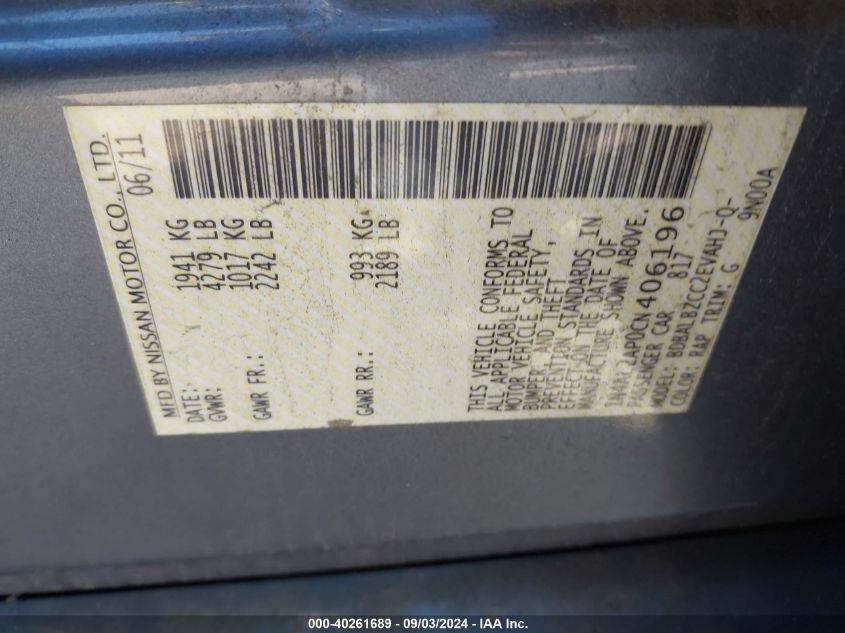 MFD BY NISSAN MOTOR CO., LTD.
DATE: 06/11
GVWR: 1941 KG
4279 LB
GAWR FR.: 1017 KG
2242 LB
GAWR RR.: 993 KG
2189 LB
THIS VEHICLE CONFORMS TO
ALL APPLICABLE FEDERAL
MOTOR VEHICLE SAFETY,
BUMPER, AND THEFT
PREVENTION STANDARDS IN
EFFECT ON THE DATE OF
MANUFACTURE SHOWN ABOVE.
1N4AL2AP0CN406196
PASSENGER CAR 817
MODEL: BDBALBZCCZEVAHJ-Q-
COLOR: RAP TRIM: G 9N00A
000-40261689 - 09/03/2024 - IAA Inc.